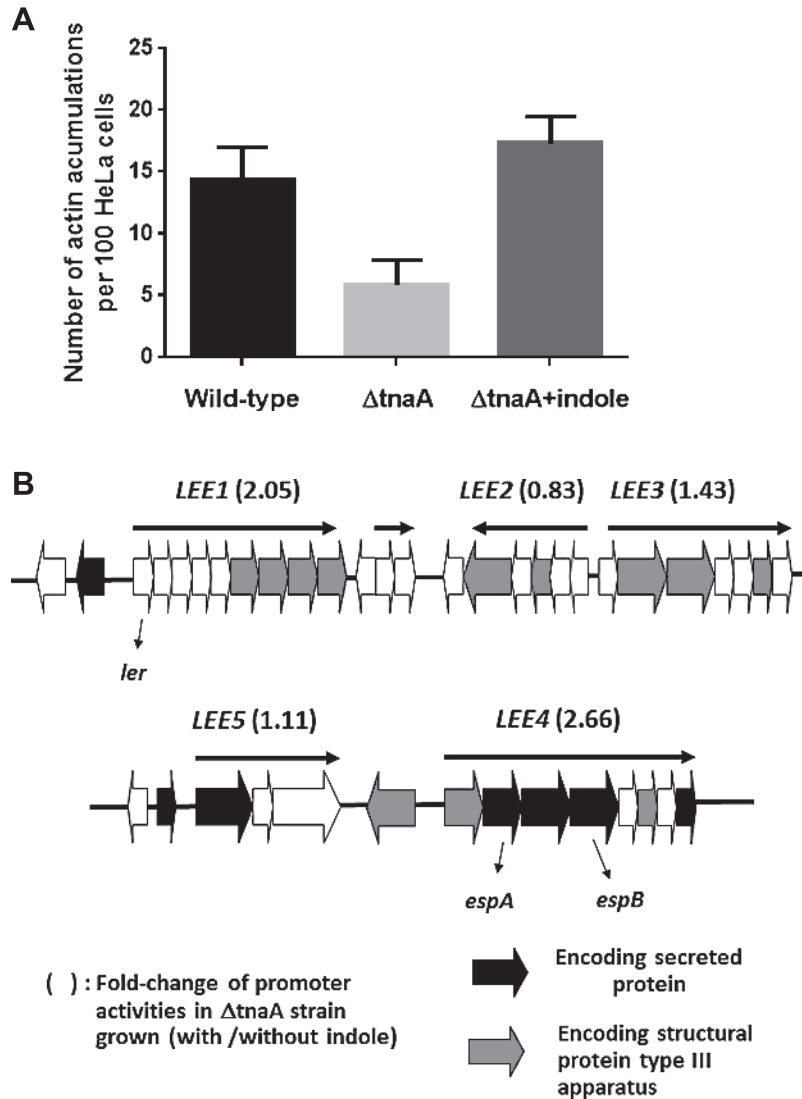 A
Number of actin acumulations
per 100 HeLa cells
25
20
15
10
5
0
Wild-type
ΔtnaA
ΔtnaA+indole
B
LEE1 (2.05)
LEE2 (0.83)
LEE3 (1.43)
ler
LEE5 (1.11)
LEE4 (2.66)
espA
espB
( ) : Fold-change of promoter
activities in ΔtnaA strain
grown (with /without indole)
Encoding secreted
protein
Encoding structural
protein type III
apparatus